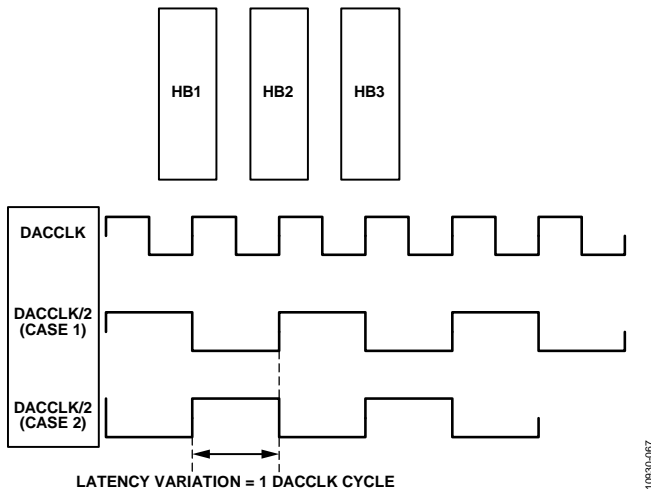 HB1
HB2
HB3
DACCLK
DACCLK/2
(CASE 1)
DACCLK/2
(CASE 2)
LATENCY VARIATION = 1 DACCLK CYCLE
10930-067